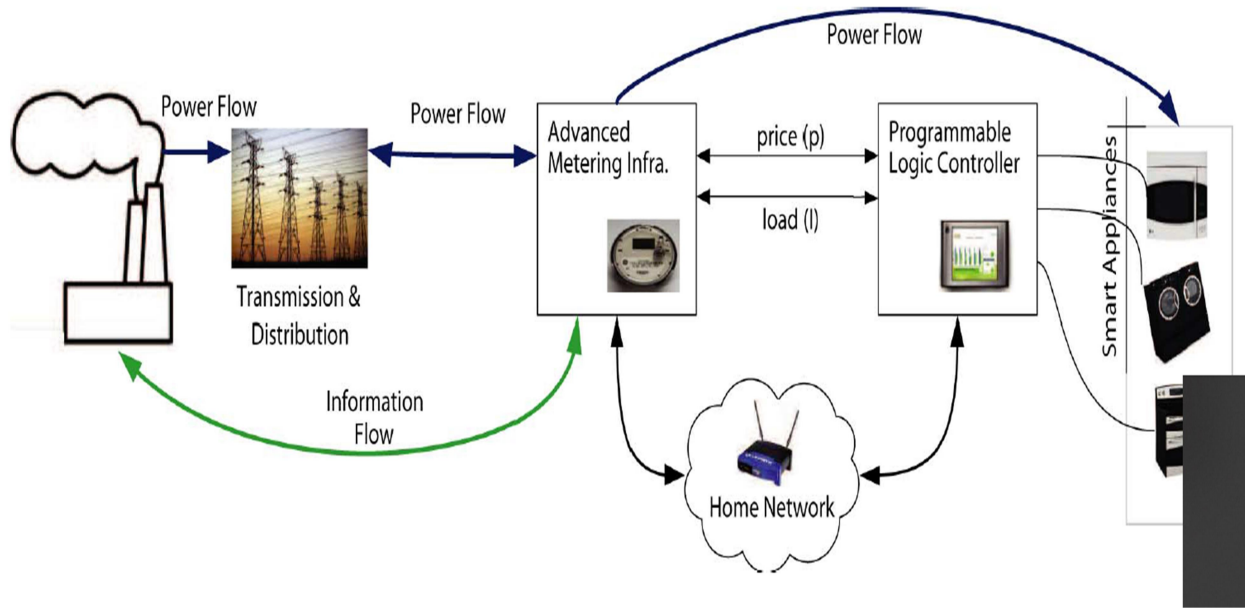 Power Flow
Power Flow
Power Flow
Advanced
Metering Infra.
price (p)
load (l)
Programmable
Logic Controller
Smart Appliances
Transmission &
Distribution
Information
Flow
Home Network